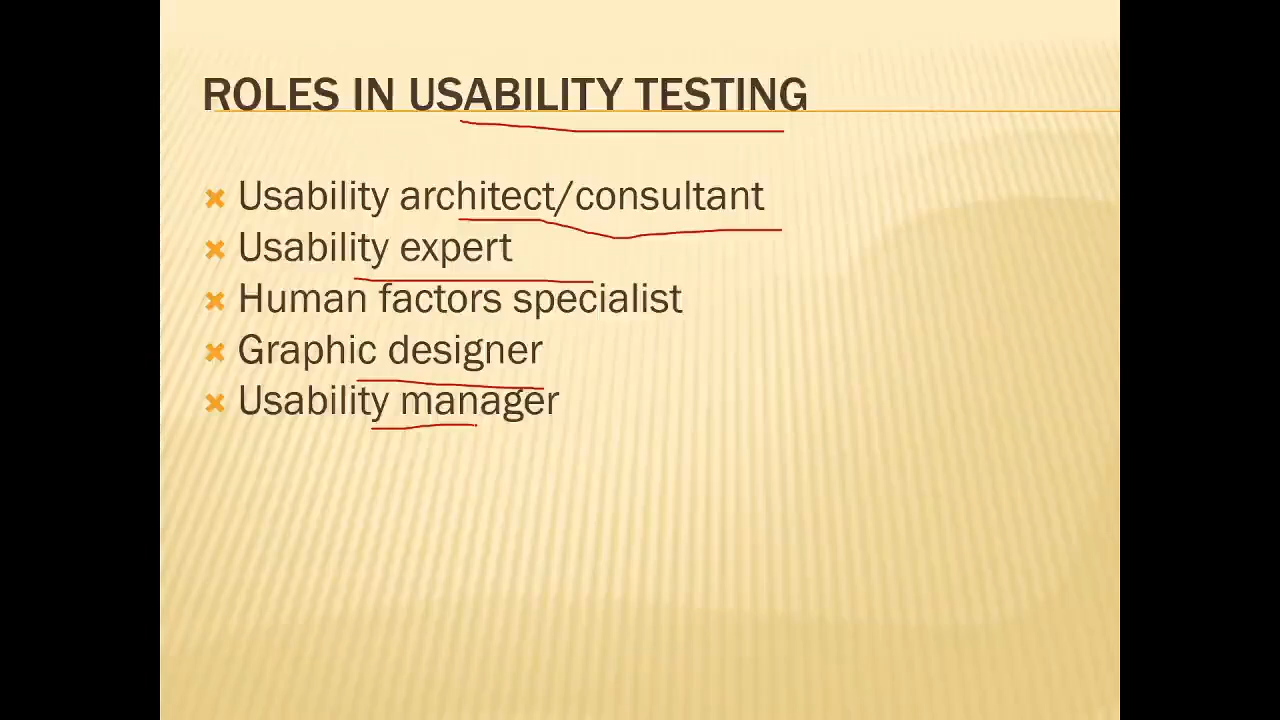 ROLES IN USABILITY TESTING
Usability architect/consultant
Usability expert
Human factors specialist
Graphic designer
Usability manager